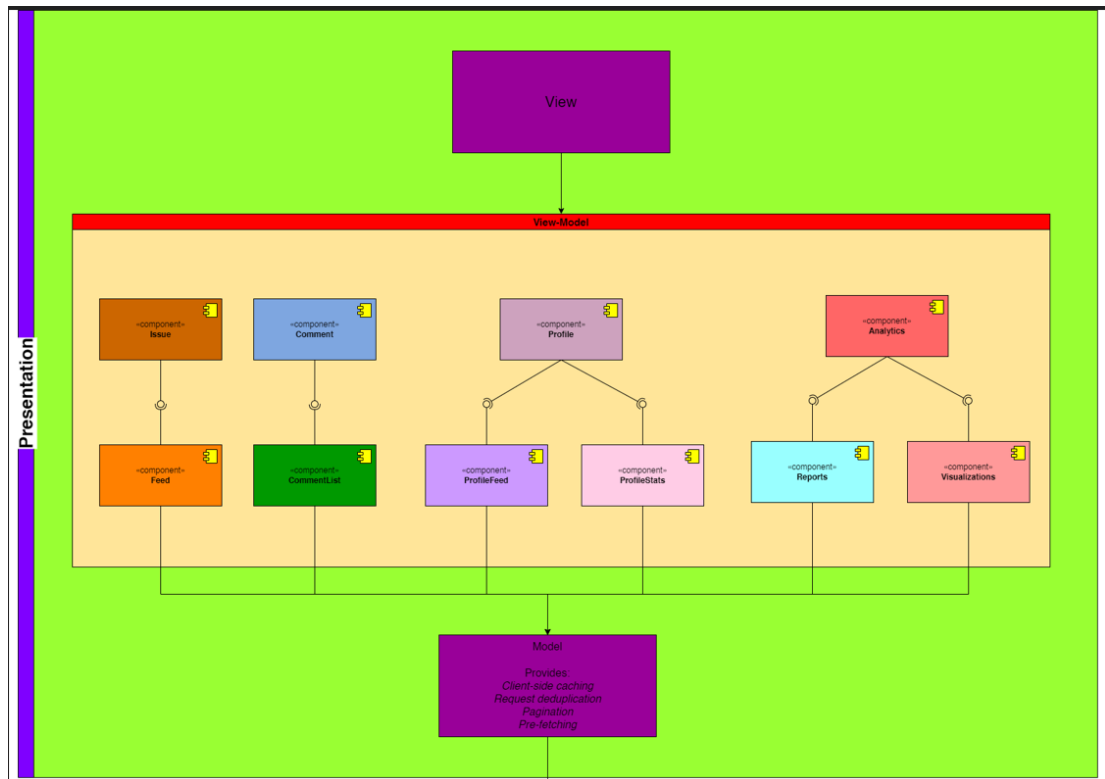 Presentation
View
View-Model
«component»
Issue
«component»
Comment
«component»
Profile
«component»
Analytics
«component»
Feed
«component»
CommentList
«component»
ProfileFeed
«component»
ProfileStats
«component»
Reports
«component»
Visualizations
Model
Provides:
Client-side caching
Request deduplication
Pagination
Pre-fetching